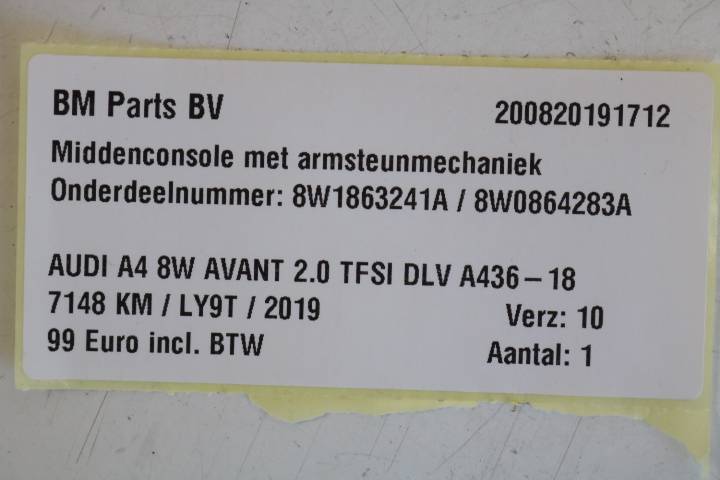 BM Parts BV 200820191712
Middenconsole met armsteunmechaniek
Onderdeelnummer: 8W1863241A / 8W0864283A
AUDI A4 8W AVANT 2.0 TFSI DLV A436-18
7148 KM / LY9T / 2019 Verz: 10
99 Euro incl. BTW Aantal: 1